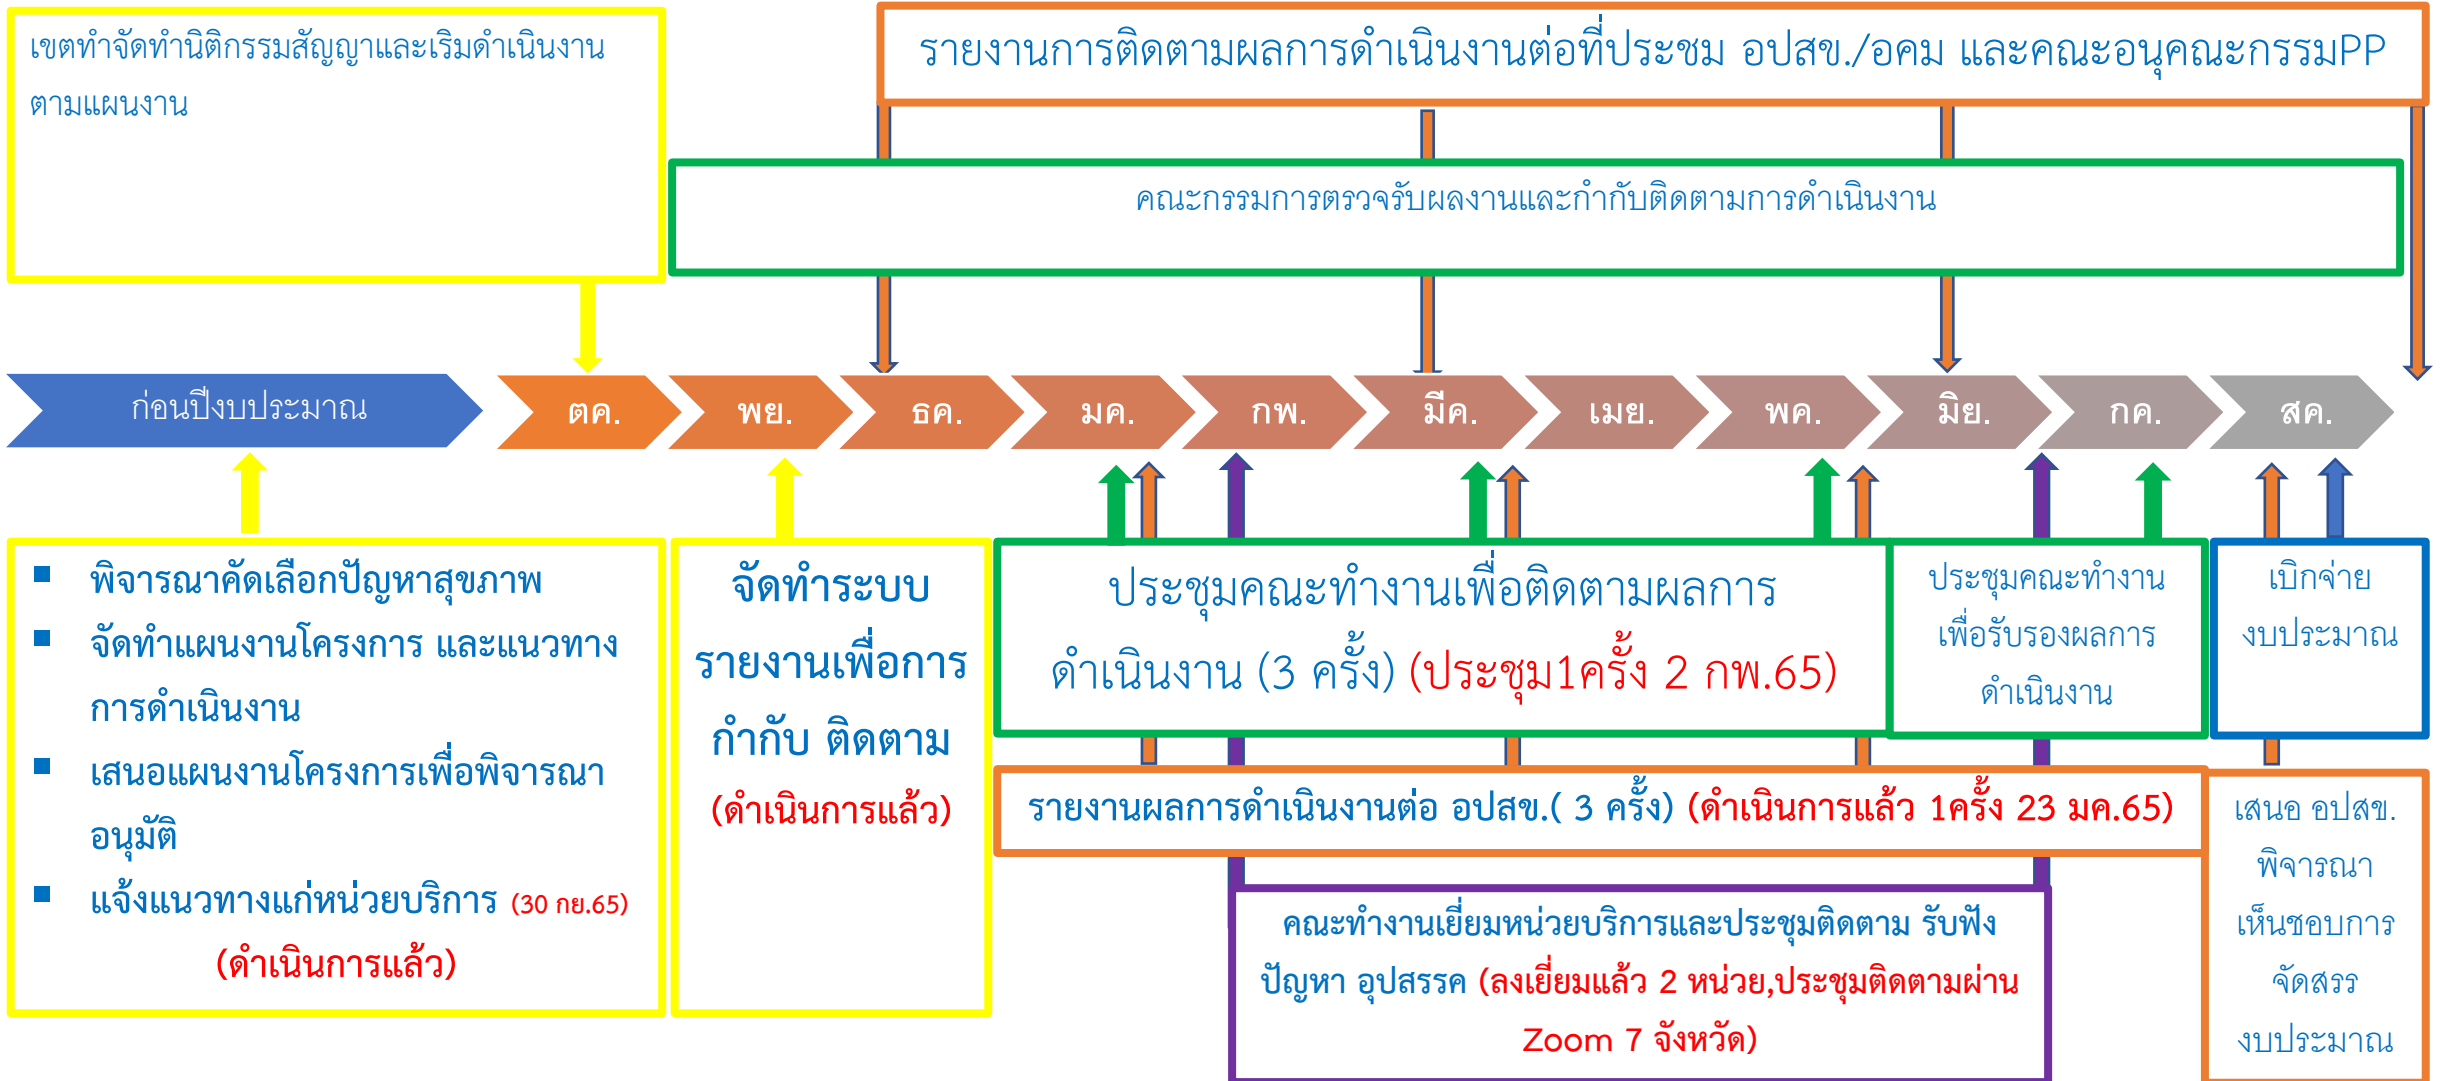 เขตทำจัดทำนิติกรรมสัญญาและเริ่มดำเนินงาน
ตามแผนงาน
รายงานการติดตามผลการดำเนินงานต่อที่ประชม อปสข./อคม และคณะอนุคณะกรรมPP
คณะกรรมการตรวจรับผลงานและกำกับติดตามการดำเนินงาน
ก่อนปีงบประมาณ
ตค.
พย.
ธค.
มค.
กพ.
มีค.
เมย.
พค.
มิย.
กค.
สค.
▪ พิจารณาคัดเลือกปัญหาสุขภาพ
▪ จัดทำแผนงานโครงการ และแนวทาง
การดำเนินงาน
▪ เสนอแผนงานโครงการเพื่อพิจารณา
อนุมัติ
▪ แจ้งแนวทางแก่หน่วยบริการ (30 กย.65)
(ดำเนินการแล้ว)
จัดทำระบบ
รายงานเพื่อการ
กำกับ ติดตาม
(ดำเนินการแล้ว)
ประชุมคณะทำงานเพื่อติดตามผลการ
ดำเนินงาน (3 ครั้ง) (ประชุม1ครั้ง 2 กพ.65)
ประชุมคณะทำงาน
เพื่อรับรองผลการ
ดำเนินงาน
เบิกจ่าย
งบประมาณ
รายงานผลการดำเนินงานต่อ อปสข.( 3 ครั้ง) (ดำเนินการแล้ว 1ครั้ง 23 มค.65)
เสนอ อปสข.
พิจารณา
เห็นชอบการ
จัดสรร
งบประมาณ
คณะทำงานเยี่ยมหน่วยบริการและประชุมติดตาม รับฟัง
ปัญหา อุปสรรค (ลงเยี่ยมแล้ว 2 หน่วย,ประชุมติดตามผ่าน
Zoom 7 จังหวัด)